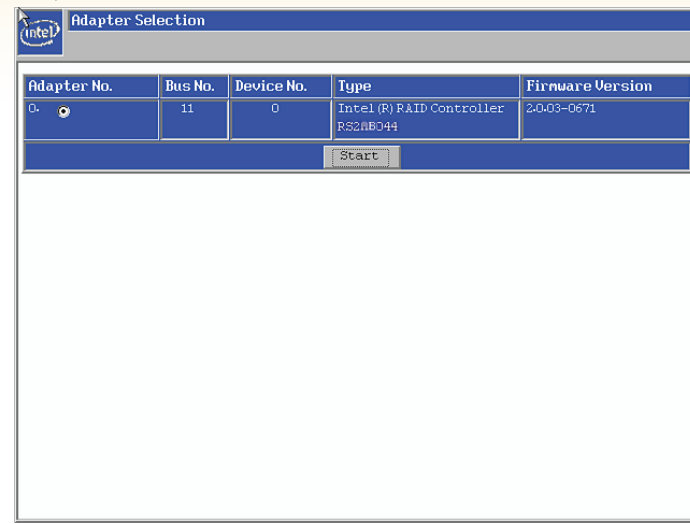 intel
Adapter Selection
Adapter No. Bus No. Device No. Type Firmware Version
0. 11 0 Intel(R) RAID Controller 2.0.03-0671
Start